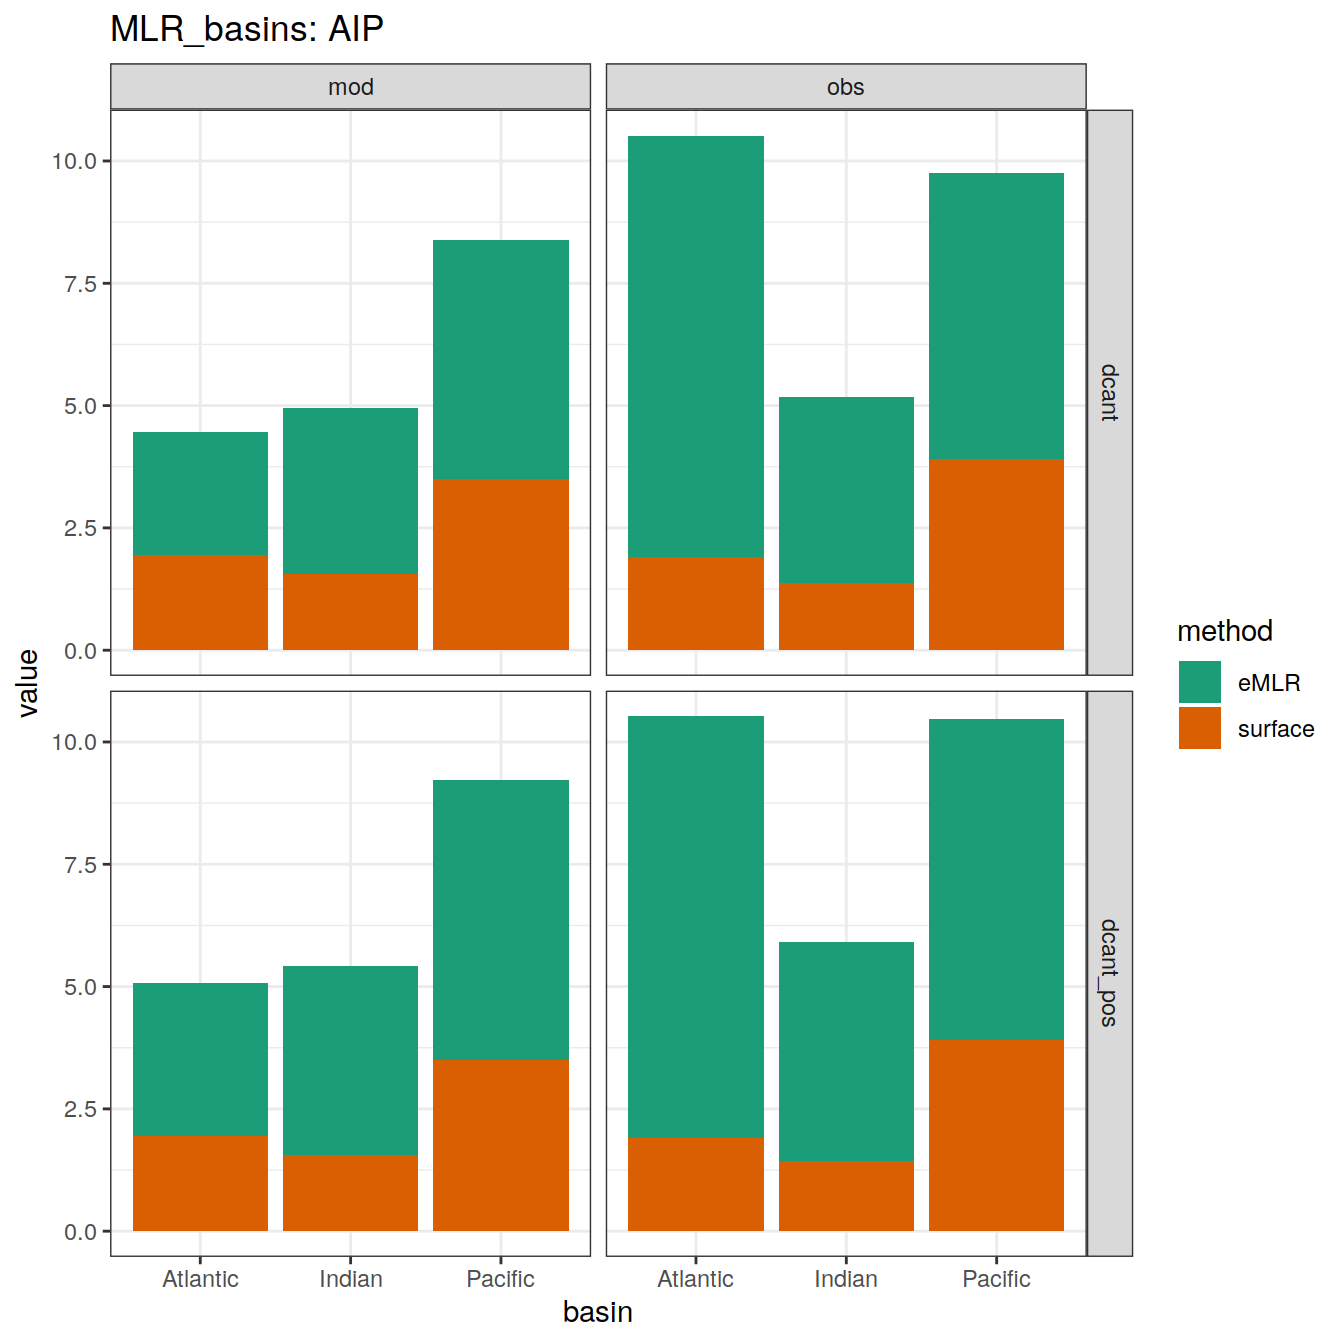 MLR_basins: AIP
mod
obs
10.0
7.5
5.0
2.5
0.0
dcant
10.0
7.5
5.0
2.5
0.0
dcant_pos
value
Atlantic
Indian
Pacific
Atlantic
Indian
Pacific
basin
method
eMLR
surface